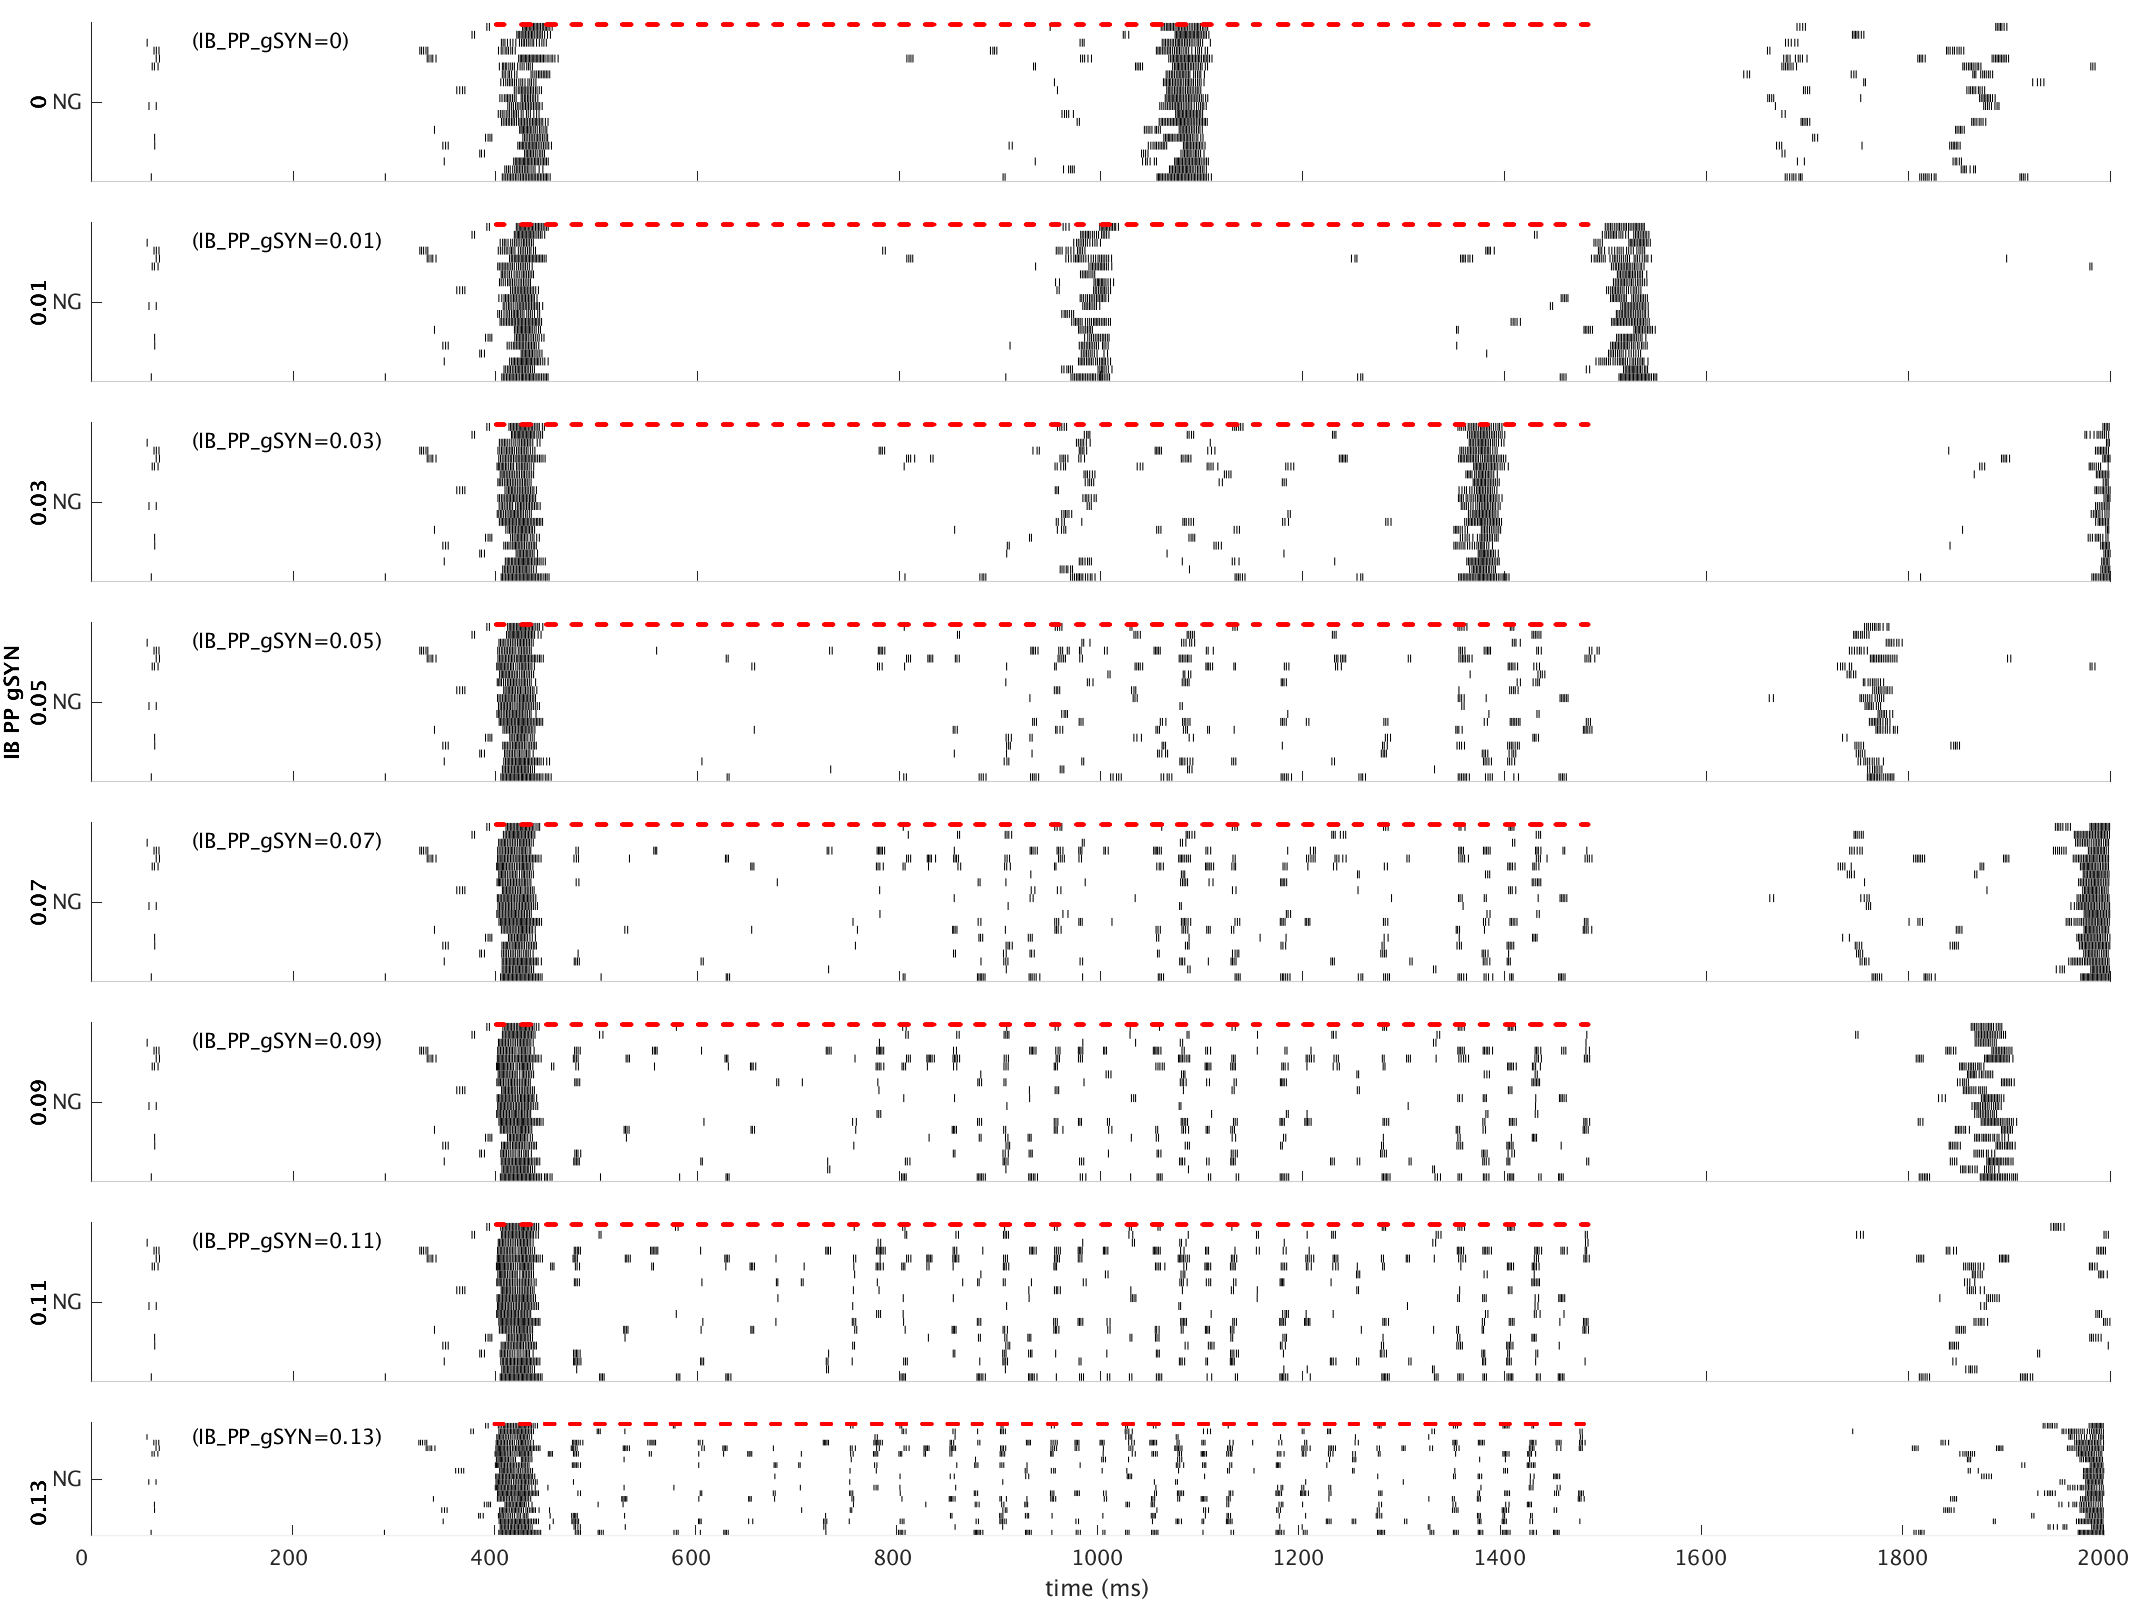 (IB_PP_gSYN=0)
0 NG
(IB_PP_gSYN=0.01)
0.01 NG
(IB_PP_gSYN=0.03)
0.03 NG
IB PP gSYN
(IB_PP_gSYN=0.05)
0.05 NG
(IB_PP_gSYN=0.07)
0.07 NG
(IB_PP_gSYN=0.09)
0.09 NG
(IB_PP_gSYN=0.11)
0.11 NG
(IB_PP_gSYN=0.13)
0.13 NG
0 200 400 600 800 1000 1200 1400 1600 1800 2000
time (ms)